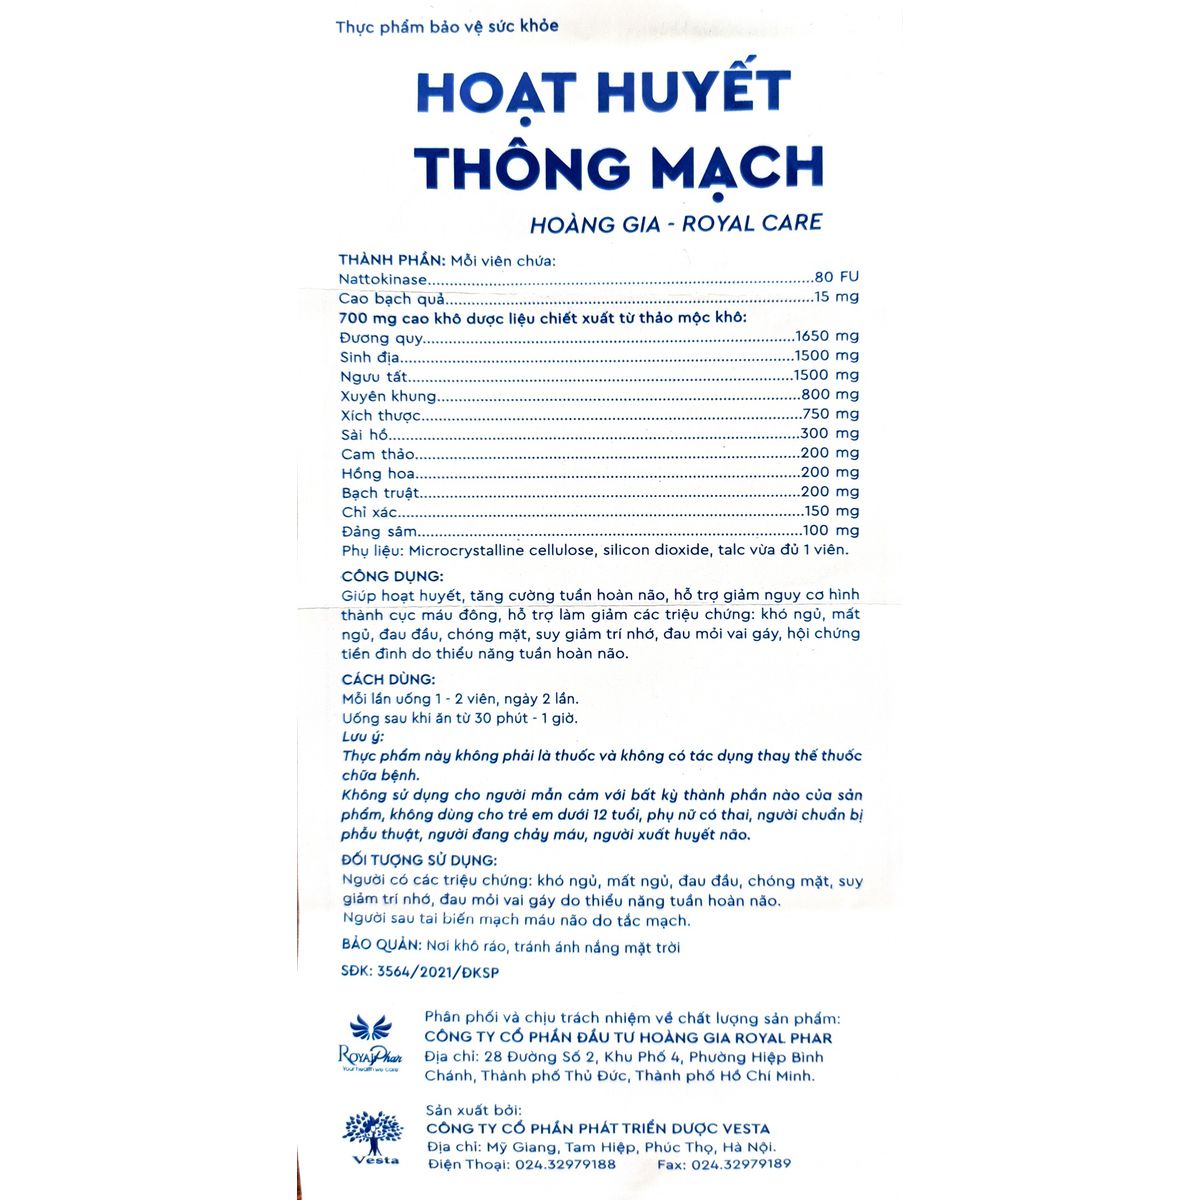 Thực phẩm bảo vệ sức khỏe
HOẠT HUYẾT
THÔNG MẠCH
HOÀNG GIA - ROYAL CARE
THÀNH PHẦN: Mỗi viên chứa:
Nattokinase...80 FU
Cao bạch quả...15 mg
700 mg cao khô dược liệu chiết xuất từ thảo mộc khô:
Đương quy...1650 mg
Sinh địa...1500 mg
Ngưu tất...1500 mg
Xuyên khung...800 mg
Xích thược...750 mg
Sài hồ...300 mg
Cam thảo...200 mg
Hồng hoa...200 mg
Bạch truật...200 mg
Chỉ xác...150 mg
Đảng sâm...100 mg
Phụ liệu: Microcrystalline cellulose, silicon dioxide, talc vừa đủ 1 viên.
CÔNG DỤNG:
Giúp hoạt huyết, tăng cường tuần hoàn não, hỗ trợ giảm nguy cơ hình
thành cục máu đông, hỗ trợ làm giảm các triệu chứng: khó ngủ, mất
ngủ, đau đầu, chóng mặt, suy giảm trí nhớ, đau mỏi vai gáy, hội chứng
tiền đình do thiểu năng tuần hoàn não.
CÁCH DÙNG:
Mỗi lần uống 1 - 2 viên, ngày 2 lần.
Uống sau khi ăn từ 30 phút - 1 giờ.
Lưu ý:
Thực phẩm này không phải là thuốc và không có tác dụng thay thế thuốc
chữa bệnh.
Không sử dụng cho người mẫn cảm với bất kỳ thành phần nào của sản
phẩm, không dùng cho trẻ em dưới 12 tuổi, phụ nữ có thai, người chuẩn bị
phẫu thuật, người đang chảy máu, người xuất huyết não.
ĐỐI TƯỢNG SỬ DỤNG:
Người có các triệu chứng: khó ngủ, mất ngủ, đau đầu, chóng mặt, suy
giảm trí nhớ, đau mỏi vai gáy do thiểu năng tuần hoàn não.
Người sau tai biến mạch máu não do tắc mạch.
BẢO QUẢN: Nơi khô ráo, tránh ánh nắng mặt trời
SĐK: 3564/2021/ĐKSP
Phân phối và chịu trách nhiệm về chất lượng sản phẩm:
CÔNG TY CỔ PHẦN ĐẦU TƯ HOÀNG GIA ROYAL PHAR
Địa chỉ: 28 Đường Số 2, Khu Phố 4, Phường Hiệp Bình
Chánh, Thành phố Thủ Đức, Thành phố Hồ Chí Minh.
ROYAL Phar
Your health we care
Sản xuất bởi:
CÔNG TY CỔ PHẦN PHÁT TRIỂN DƯỢC VESTA
Địa chỉ: Mỹ Giang, Tam Hiệp, Phúc Thọ, Hà Nội.
Điện Thoại: 024.32979188 Fax: 024.32979189
Vesta